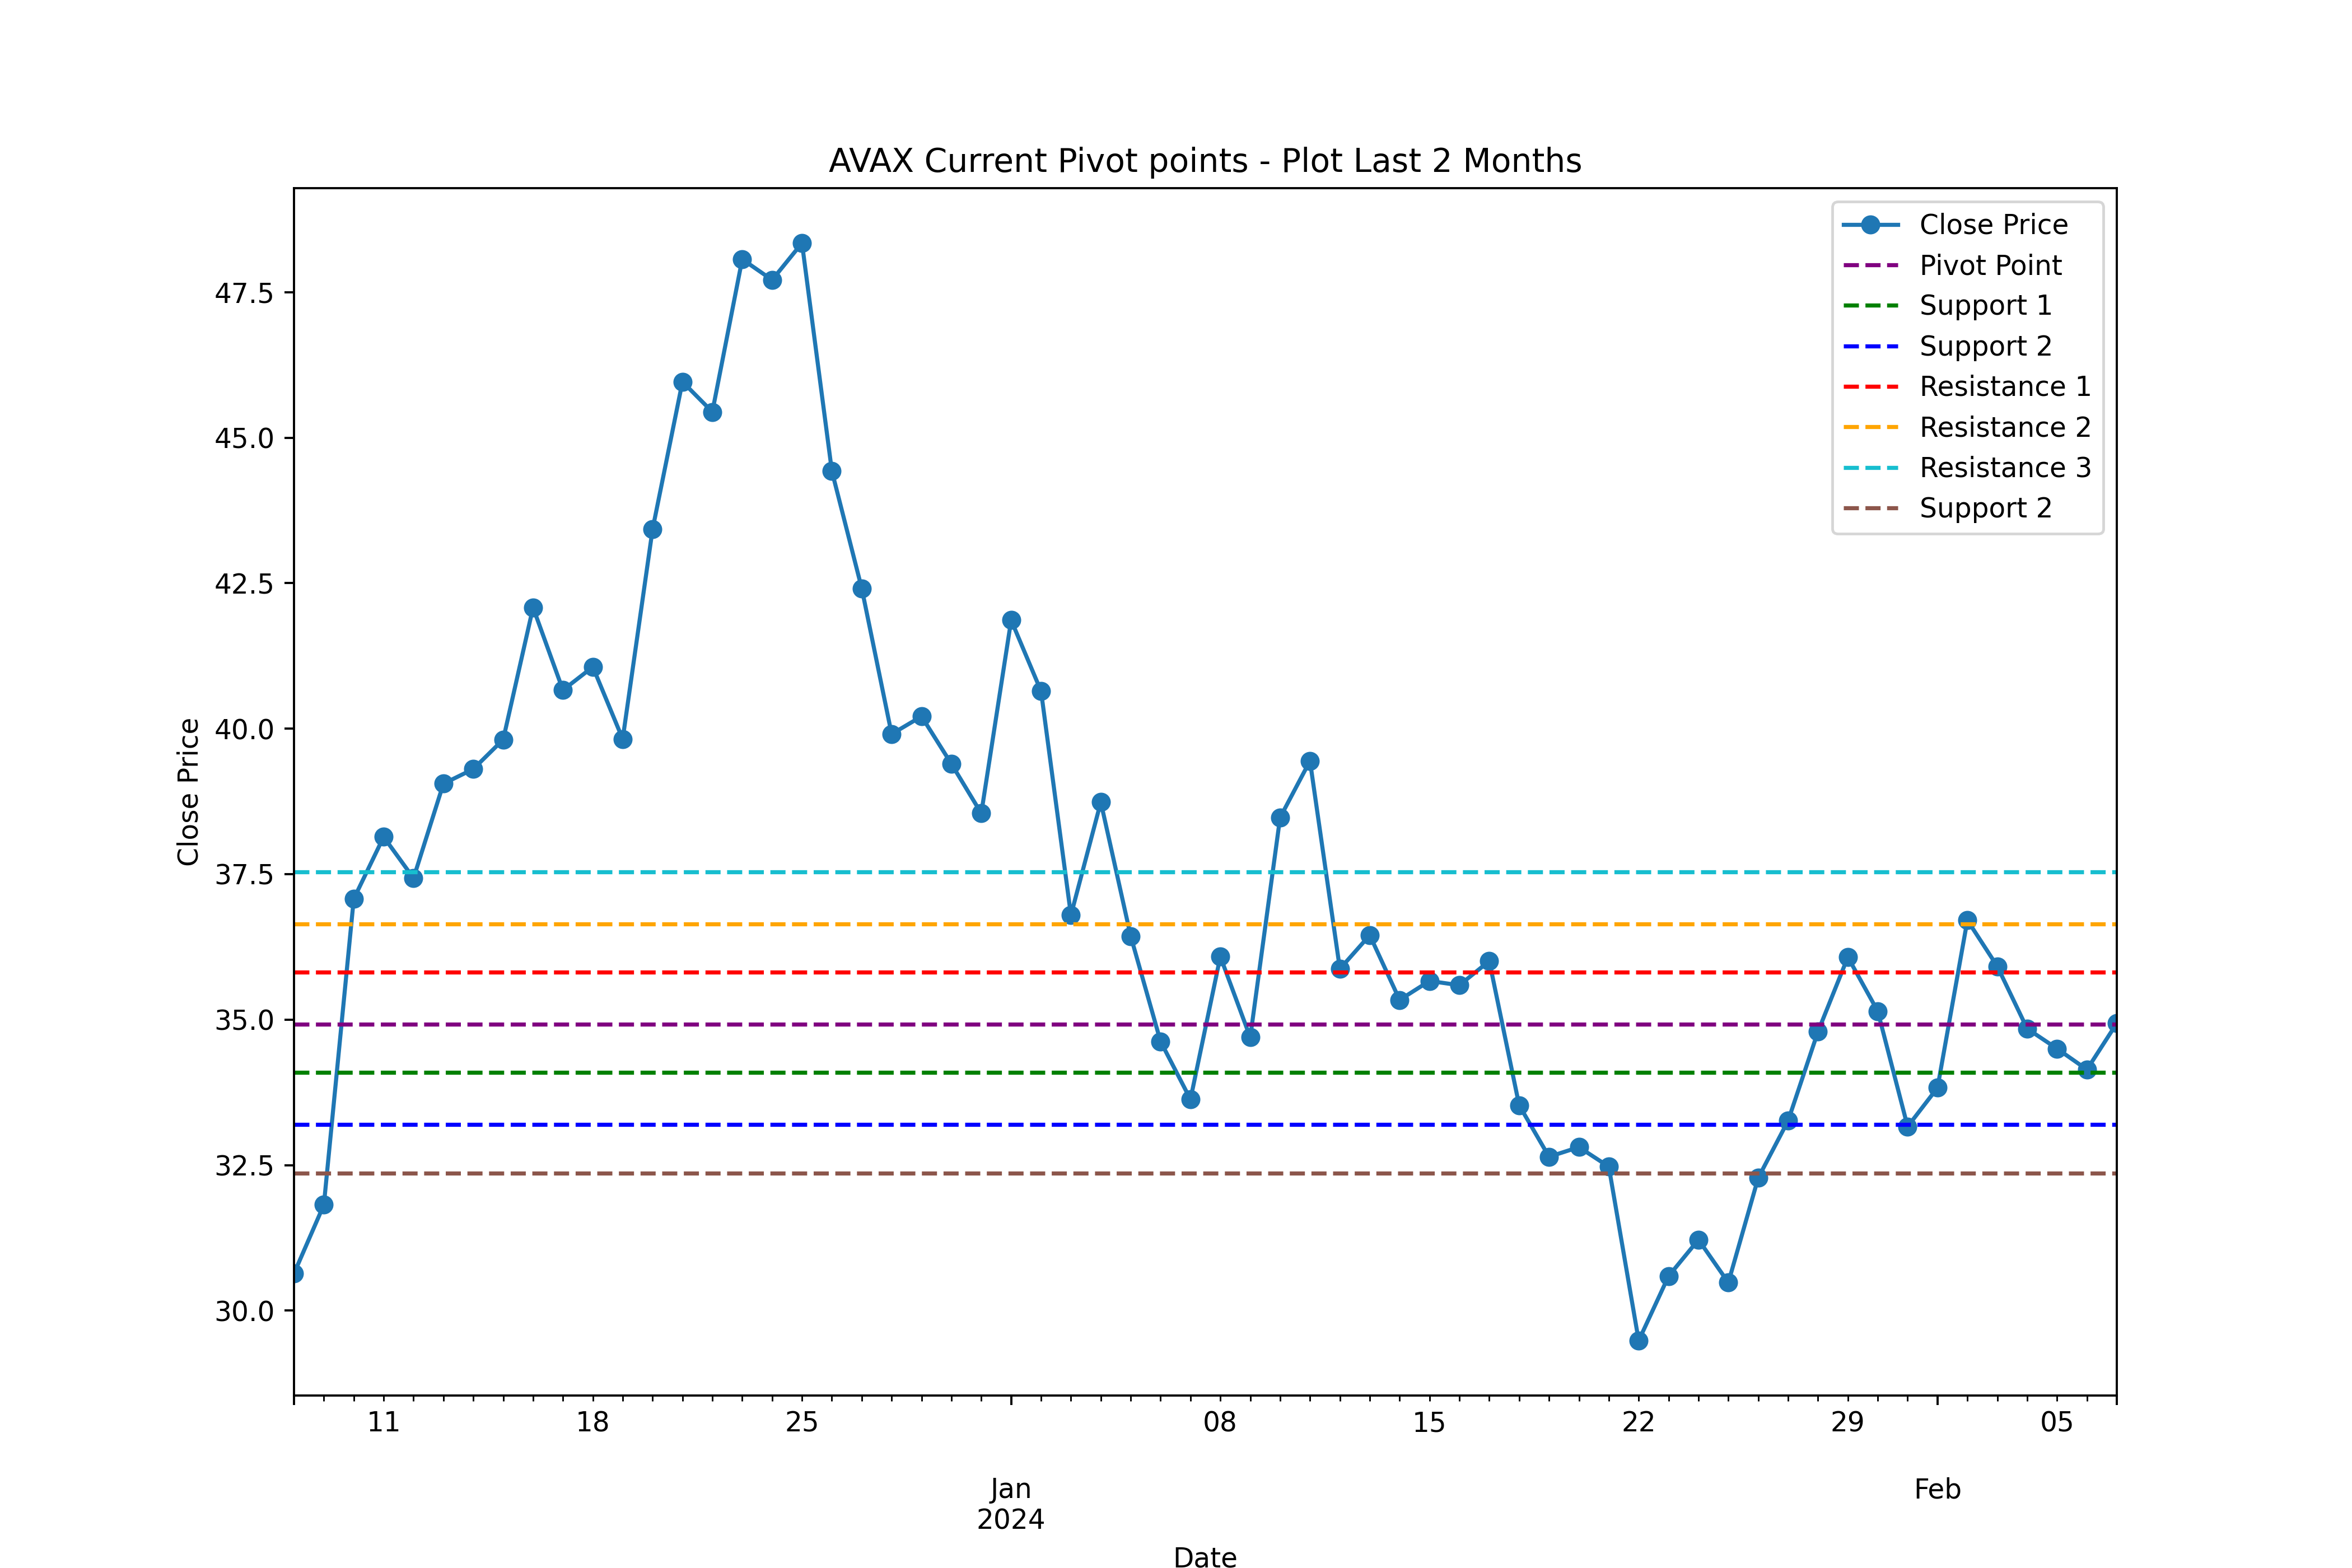 AVAX Current Pivot points - Plot Last 2 Months
Close Price
Pivot Point
Support 1
Support 2
Resistance 1
Resistance 2
Resistance 3
Support 2
47.5
45.0
42.5
40.0
37.5
35.0
32.5
30.0
Close Price
11 18 25 08 15 22 29 05
Jan Feb
2024
Date